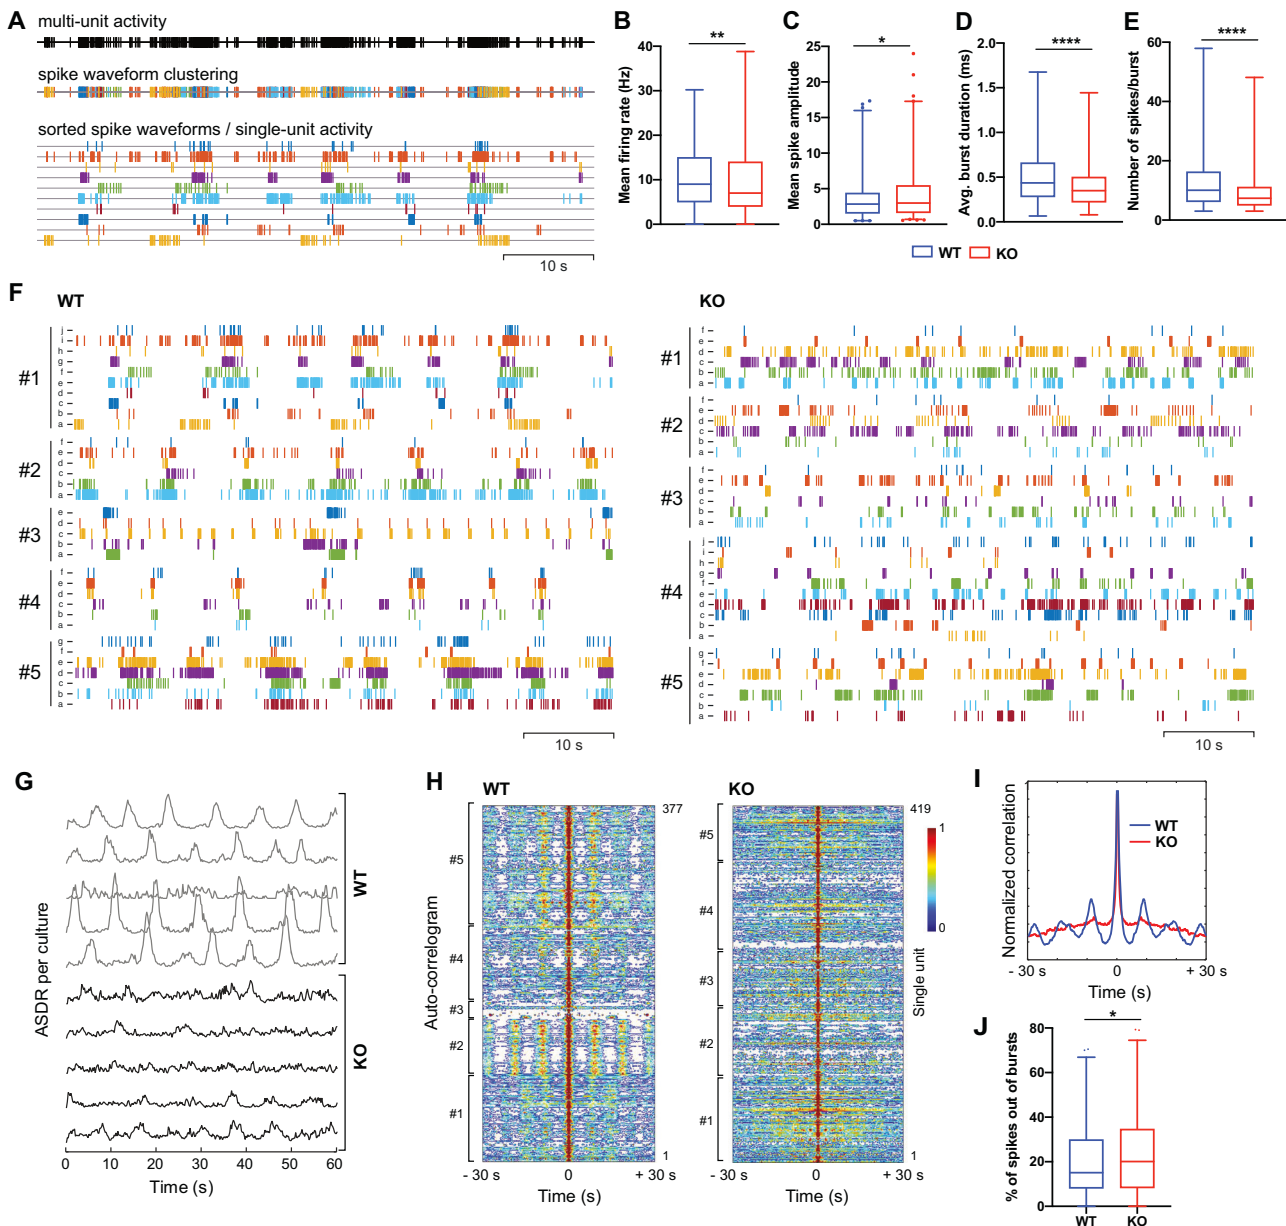 A
multi-unit activity
spike waveform clustering
sorted spike waveforms / single-unit activity
10 s
B
Mean firing rate (Hz)
40
30
20
10
0
**
C
Mean spike amplitude
25
20
15
10
5
0
*
D
Avg. burst duration (ms)
2.0
1.5
1.0
0.5
0.0
****
E
Number of spikes/burst
60
40
20
0
****
WT KO
F
WT
#1
j
i
h
g
f
e
d
c
b
a
#2
f
e
d
c
b
a
#3
e
d
c
b
a
#4
f
e
d
c
b
a
#5
g
f
e
d
c
b
a
10 s
KO
#1
f
e
d
c
b
a
#2
f
e
d
c
b
a
#3
f
e
d
c
b
a
#4
j
i
h
g
f
e
d
c
b
a
#5
g
f
e
d
c
b
a
10 s
G
ASDR per culture
WT
KO
0 10 20 30 40 50 60
Time (s)
H
WT
Auto-correlogram
377
#5
#4
#3
#2
#1
1
- 30 s 0 + 30 s
Time (s)
KO
419
#5
#4
#3
#2
#1
1
- 30 s 0 + 30 s
Time (s)
1
0
Single unit
I
Normalized correlation
WT
KO
- 30 s 0 + 30 s
Time (s)
J
% of spikes out of bursts
80
60
40
20
0
*
WT KO